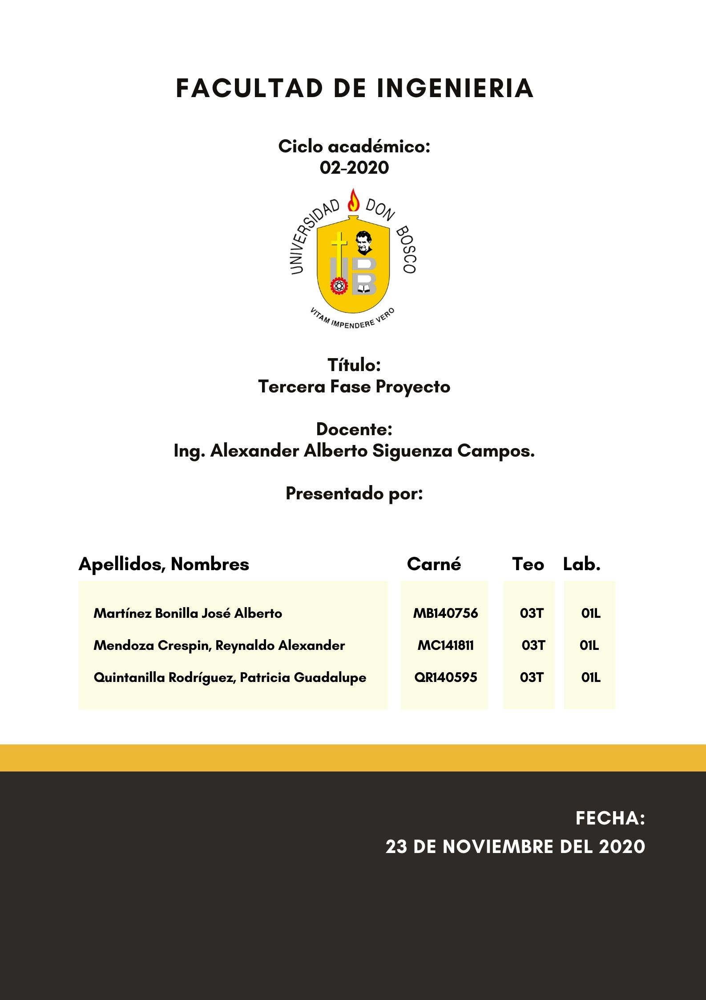 FACULTAD DE INGENIERIA
Ciclo académico:
02-2020
UNIVERSIDAD DON BOSCO
VITAM IMPENDERE VERO
Título:
Tercera Fase Proyecto
Docente:
Ing. Alexander Alberto Siguenza Campos.
Presentado por:
Apellidos, Nombres Carné Teo Lab.
Martínez Bonilla José Alberto MB140756 03T 01L
Mendoza Crespin, Reynaldo Alexander MC141811 03T 01L
Quintanilla Rodríguez, Patricia Guadalupe QR140595 03T 01L
FECHA:
23 DE NOVIEMBRE DEL 2020